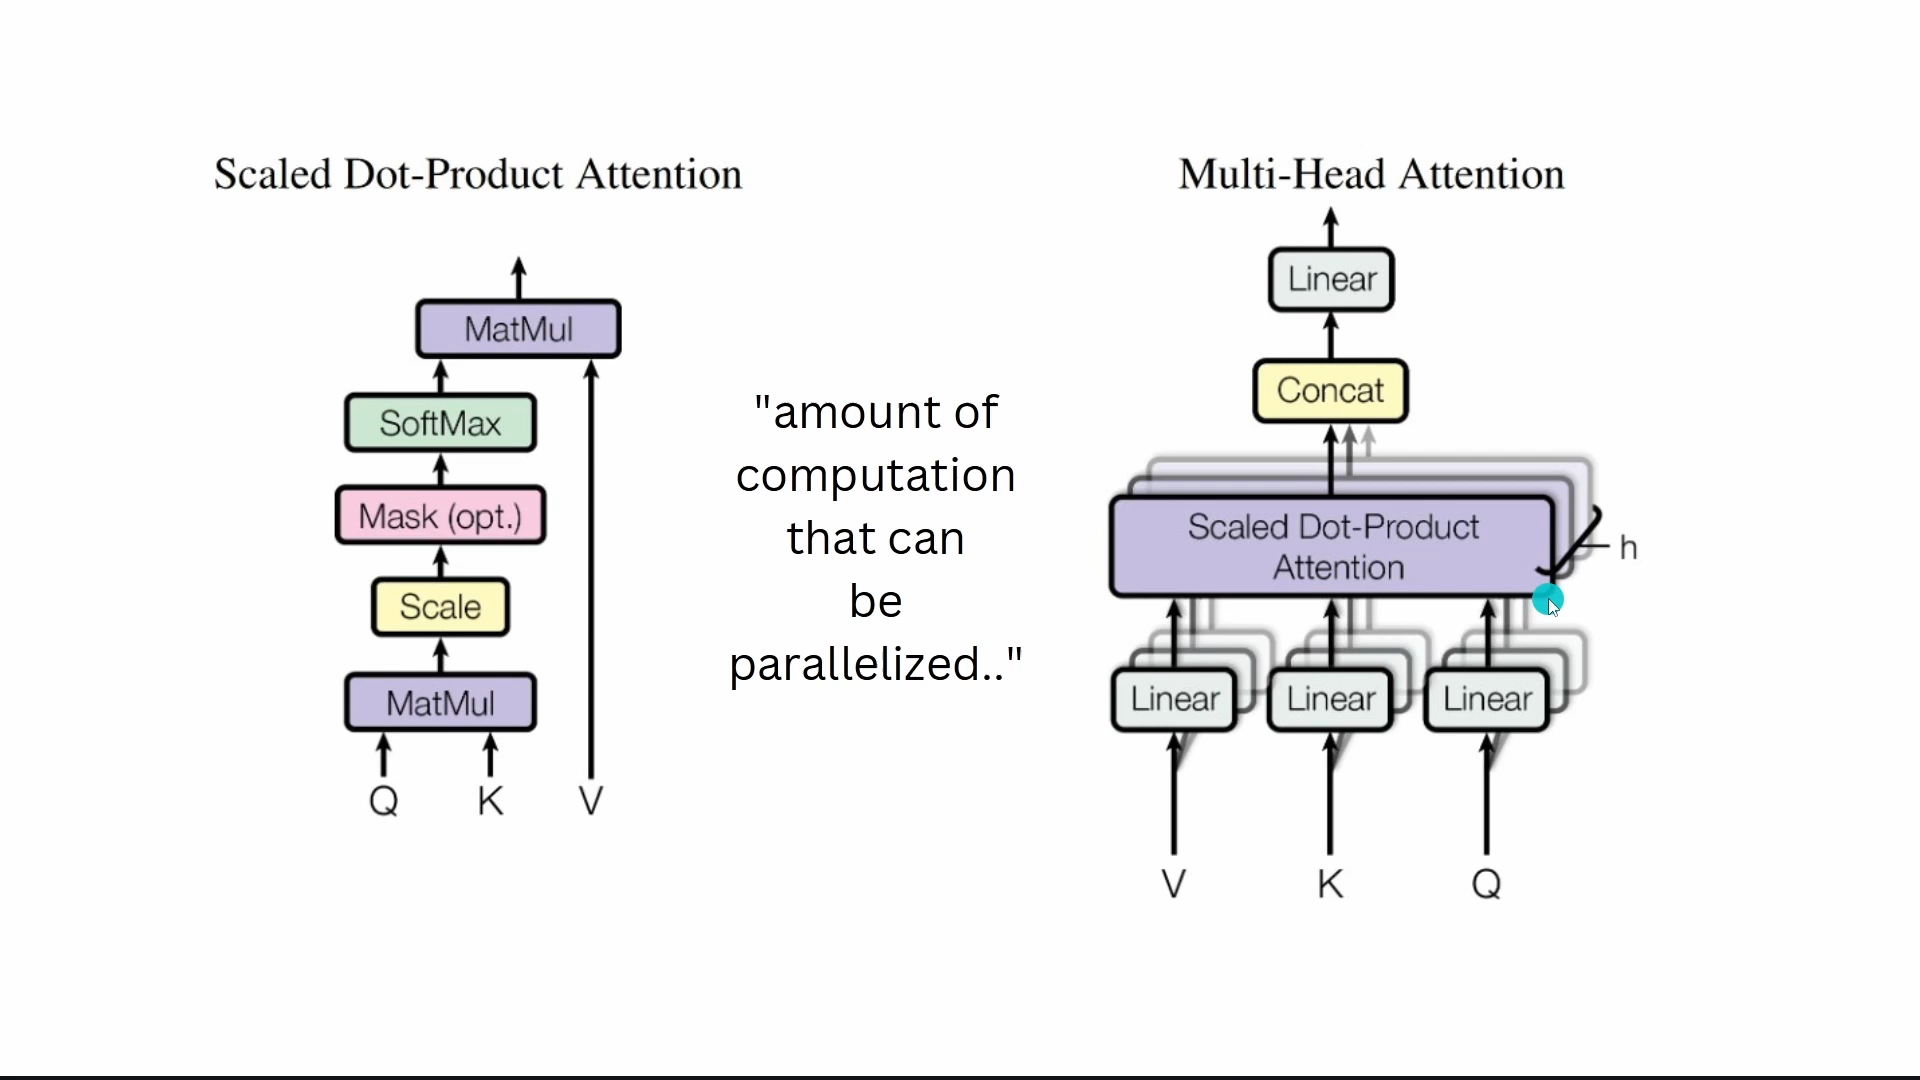 Scaled Dot-Product Attention
MatMul
SoftMax
Mask (opt.)
Scale
MatMul
Q K V
"amount of
computation
that can
be
parallelized.."
Multi-Head Attention
Linear
Concat
Scaled Dot-Product
Attention
h
Linear Linear Linear
V K Q